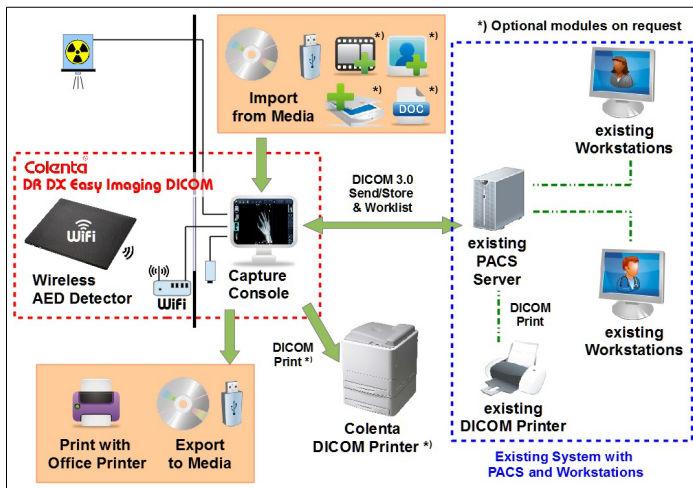 *) Optional modules on request
*)
*)
*)
*)
DOC
Import
from Media
existing
Workstations
Colenta®
DR DX Easy Imaging DICOM
DICOM 3.0
Send/Store
& Worklist
WiFi
Wireless
AED Detector
WiFi
Capture
Console
existing
PACS
Server
existing
Workstations
DICOM
Print
DICOM
Print *)
existing
DICOM Printer
Colenta
DICOM Printer *)
Print with
Office Printer
Export
to Media
Existing System with
PACS and Workstations